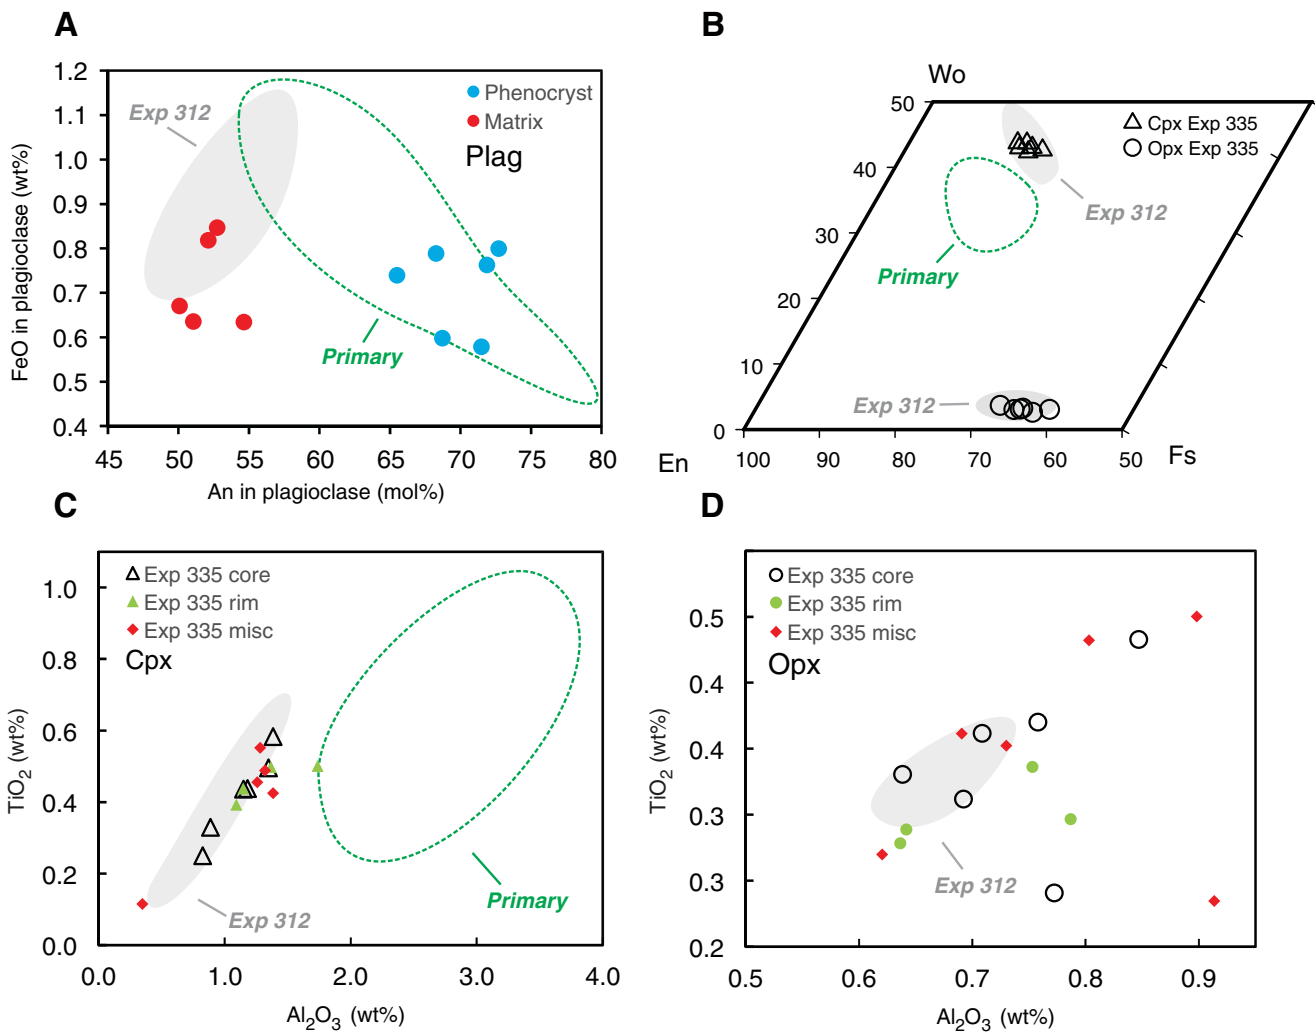 A
1.2
1.1
1.0
0.9
0.8
0.7
0.6
0.5
0.4
FeO in plagioclase (wt%)
Exp 312
Phenocryst
Matrix
Plag
Primary
45 50 55 60 65 70 75 80
An in plagioclase (mol%)
B
Wo
50
40
30
20
10
0
Cpx Exp 335
Opx Exp 335
Exp 312
Primary
Exp 312
En
100 90 80 70 60 50
Fs
C
1.0
0.8
0.6
0.4
0.2
0.0
TiO2 (wt%)
Exp 335 core
Exp 335 rim
Exp 335 misc
Cpx
Primary
Exp 312
0.0 1.0 2.0 3.0 4.0
Al2O3 (wt%)
D
0.5
0.4
0.4
0.3
0.3
0.2
TiO2 (wt%)
Exp 335 core
Exp 335 rim
Exp 335 misc
Opx
Exp 312
0.5 0.6 0.7 0.8 0.9
Al2O3 (wt%)